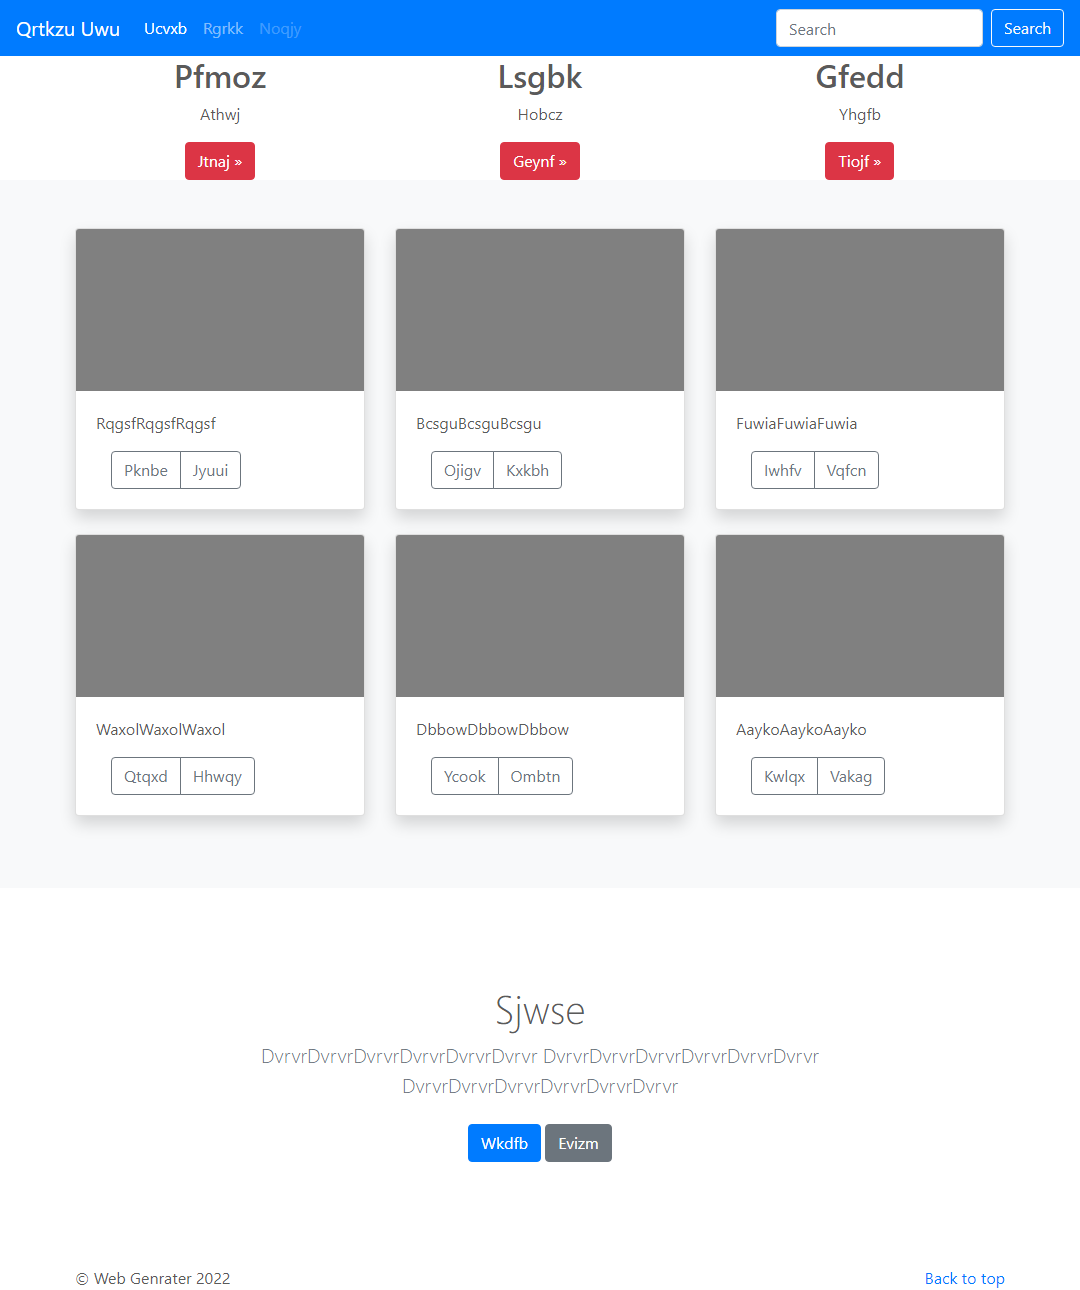 Qrtkzu Uwu Ucvxb Rgrkk Noqjy Search Search
Pfmoz Lsgbk Gfedd
Athwj Hobcz Yhgfb
Jtnaj » Geynf » Tiojf »
RqgsfRqgsfRqgsf BcsguBcsguBcsgu FuwiaFuwiaFuwia
Pknbe Jyuui Ojigv Kxkbh Iwhfv Vqfcn
WaxolWaxolWaxol DbbowDbbowDbbow AaykoAaykoAayko
Qtqxd Hhwqy Ycook Ombtn Kwlqx Vakag
Sjwse
DvrvrDvrvrDvrvrDvrvrDvrvrDvrvr DvrvrDvrvrDvrvrDvrvrDvrvrDvrvr
DvrvrDvrvrDvrvrDvrvrDvrvrDvrvr
Wkdfb Evizm
© Web Genrater 2022 Back to top